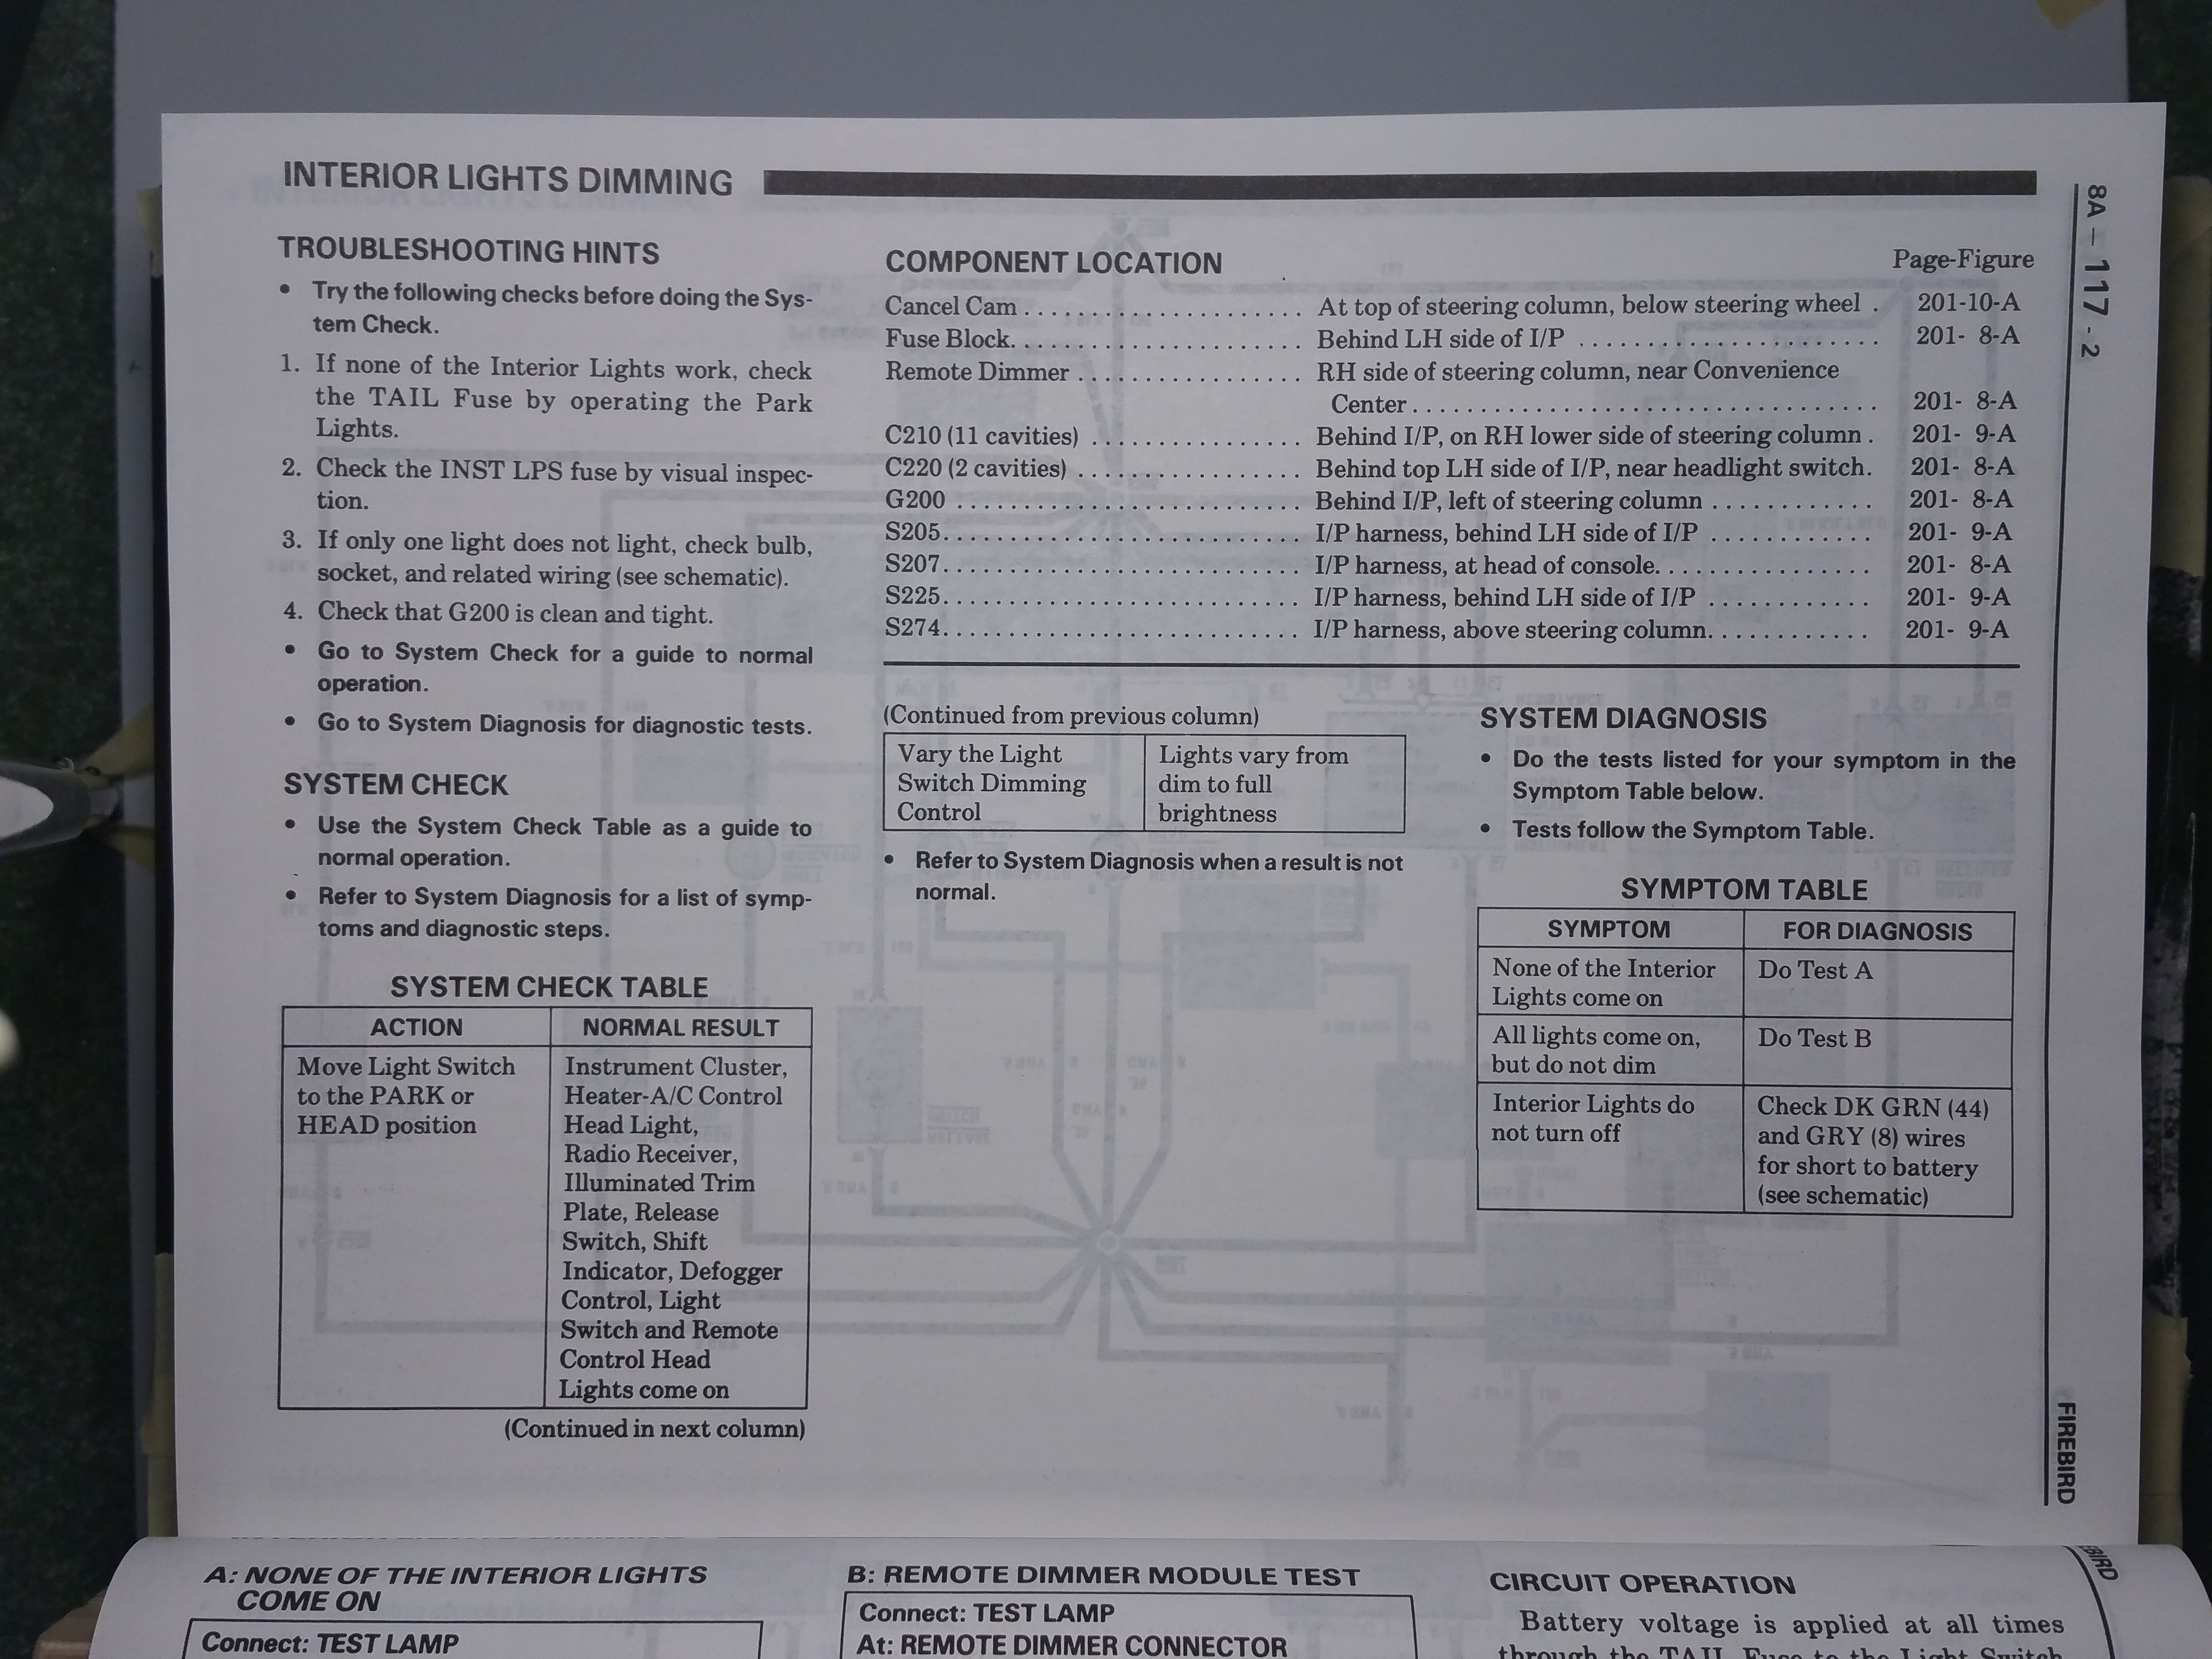 INTERIOR LIGHTS DIMMING
8A – 117 - 2
TROUBLESHOOTING HINTS
• Try the following checks before doing the Sys-
tem Check.
1. If none of the Interior Lights work, check
the TAIL Fuse by operating the Park
Lights.
2. Check the INST LPS fuse by visual inspec-
tion.
3. If only one light does not light, check bulb,
socket, and related wiring (see schematic).
4. Check that G200 is clean and tight.
• Go to System Check for a guide to normal
operation.
• Go to System Diagnosis for diagnostic tests.
SYSTEM CHECK
• Use the System Check Table as a guide to
normal operation.
• Refer to System Diagnosis for a list of symp-
toms and diagnostic steps.
SYSTEM CHECK TABLE
ACTION NORMAL RESULT
Move Light Switch
to the PARK or
HEAD position
Instrument Cluster,
Heater-A/C Control
Head Light,
Radio Receiver,
Illuminated Trim
Plate, Release
Switch, Shift
Indicator, Defogger
Control, Light
Switch and Remote
Control Head
Lights come on
(Continued in next column)
COMPONENT LOCATION Page-Figure
Cancel Cam . . . . . . . . . . . . . . . . . . . . . At top of steering column, below steering wheel . 201-10-A
Fuse Block. . . . . . . . . . . . . . . . . . . . . . Behind LH side of I/P . . . . . . . . . . . . . . . . . . . . . . 201- 8-A
Remote Dimmer . . . . . . . . . . . . . . . . . RH side of steering column, near Convenience
Center . . . . . . . . . . . . . . . . . . . . . . . . . . . . . . . . . . 201- 8-A
C210 (11 cavities) . . . . . . . . . . . . . . . . Behind I/P, on RH lower side of steering column . 201- 9-A
C220 (2 cavities) . . . . . . . . . . . . . . . . . Behind top LH side of I/P, near headlight switch. 201- 8-A
G200 . . . . . . . . . . . . . . . . . . . . . . . . . . Behind I/P, left of steering column . . . . . . . . . . . . 201- 8-A
S205. . . . . . . . . . . . . . . . . . . . . . . . . . . I/P harness, behind LH side of I/P . . . . . . . . . . . . 201- 9-A
S207. . . . . . . . . . . . . . . . . . . . . . . . . . . I/P harness, at head of console. . . . . . . . . . . . . . . . 201- 8-A
S225. . . . . . . . . . . . . . . . . . . . . . . . . . . I/P harness, behind LH side of I/P . . . . . . . . . . . . 201- 9-A
S274. . . . . . . . . . . . . . . . . . . . . . . . . . . I/P harness, above steering column. . . . . . . . . . . . 201- 9-A
(Continued from previous column)
Vary the Light
Switch Dimming
Control
Lights vary from
dim to full
brightness
• Refer to System Diagnosis when a result is not
normal.
SYSTEM DIAGNOSIS
• Do the tests listed for your symptom in the
Symptom Table below.
• Tests follow the Symptom Table.
SYMPTOM TABLE
SYMPTOM FOR DIAGNOSIS
None of the Interior
Lights come on
Do Test A
All lights come on,
but do not dim
Do Test B
Interior Lights do
not turn off
Check DK GRN (44)
and GRY (8) wires
for short to battery
(see schematic)
FIREBIRD
A: NONE OF THE INTERIOR LIGHTS
COME ON
Connect: TEST LAMP
B: REMOTE DIMMER MODULE TEST
Connect: TEST LAMP
At: REMOTE DIMMER CONNECTOR
CIRCUIT OPERATION
Battery voltage is applied at all times
through the TAIL Fuse to the Light Switch